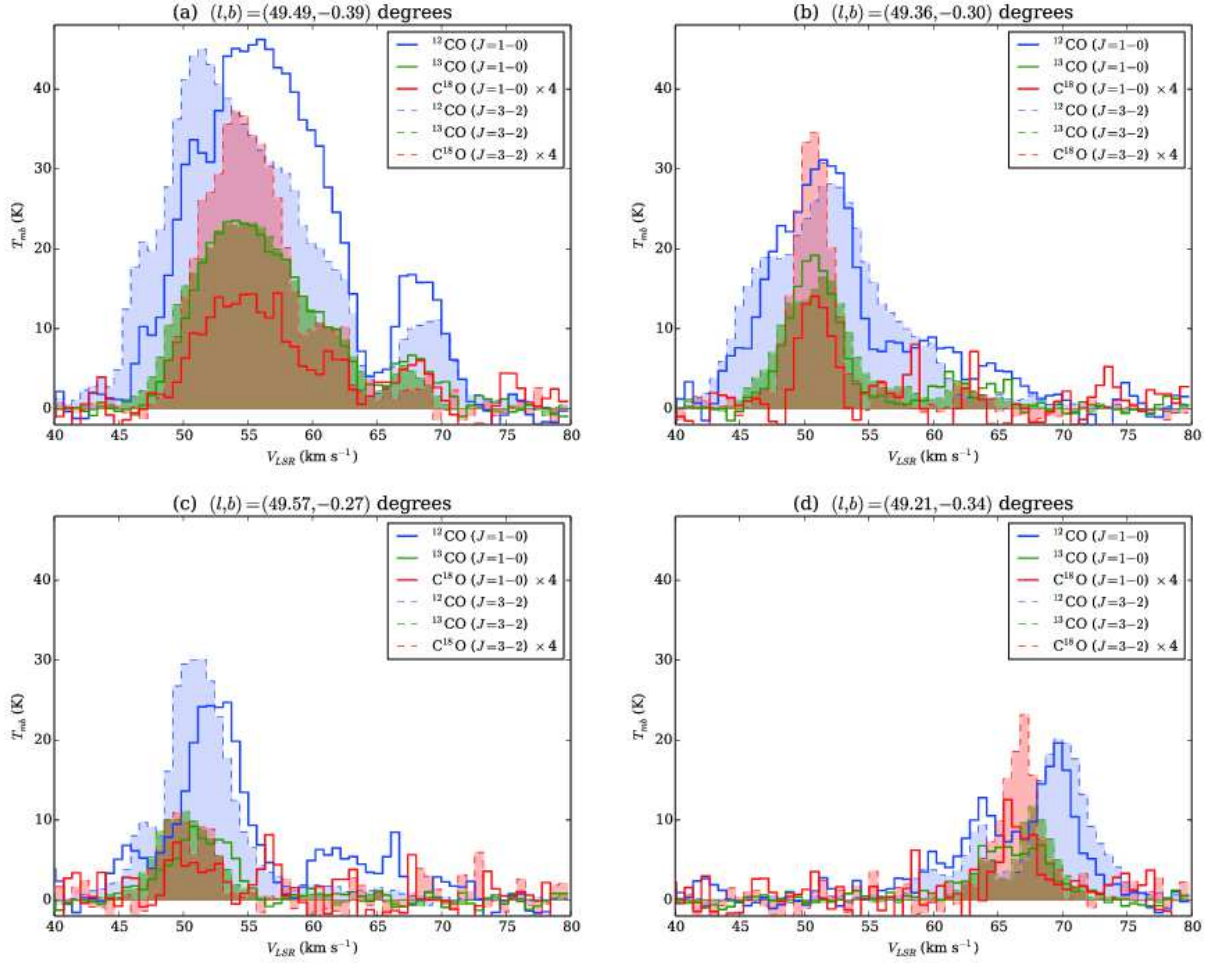 (a) (l,b)=(49.49,−0.39) degrees
T_mb (K)
40
30
20
10
0
¹²CO (J=1−0)
¹³CO (J=1−0)
C¹⁸O (J=1−0) ×4
¹²CO (J=3−2)
¹³CO (J=3−2)
C¹⁸O (J=3−2) ×4
40 45 50 55 60 65 70 75 80
V_LSR (km s⁻¹)
(b) (l,b)=(49.36,−0.30) degrees
T_mb (K)
40
30
20
10
0
¹²CO (J=1−0)
¹³CO (J=1−0)
C¹⁸O (J=1−0) ×4
¹²CO (J=3−2)
¹³CO (J=3−2)
C¹⁸O (J=3−2) ×4
40 45 50 55 60 65 70 75 80
V_LSR (km s⁻¹)
(c) (l,b)=(49.57,−0.27) degrees
T_mb (K)
40
30
20
10
0
¹²CO (J=1−0)
¹³CO (J=1−0)
C¹⁸O (J=1−0) ×4
¹²CO (J=3−2)
¹³CO (J=3−2)
C¹⁸O (J=3−2) ×4
40 45 50 55 60 65 70 75 80
V_LSR (km s⁻¹)
(d) (l,b)=(49.21,−0.34) degrees
T_mb (K)
40
30
20
10
0
¹²CO (J=1−0)
¹³CO (J=1−0)
C¹⁸O (J=1−0) ×4
¹²CO (J=3−2)
¹³CO (J=3−2)
C¹⁸O (J=3−2) ×4
40 45 50 55 60 65 70 75 80
V_LSR (km s⁻¹)